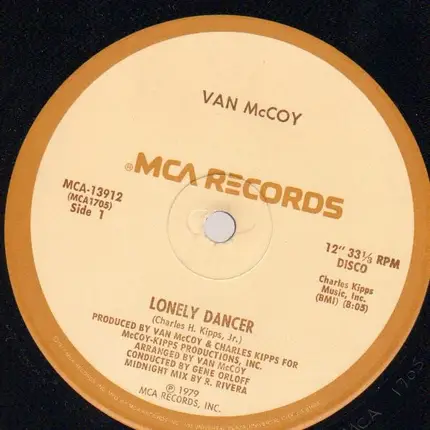 VAN McCOY
®MCA RECORDS
MCA-13912
(MCA1705)
Side 1
12" 33⅓ RPM
DISCO
Charles Kipps
Music, Inc.
(BMI) (8:05)
LONELY DANCER
(Charles H. Kipps, Jr.)
PRODUCED BY VAN McCOY & CHARLES KIPPS FOR
McCOY-KIPPS PRODUCTIONS, INC.
ARRANGED BY VAN McCOY
CONDUCTED BY GENE ORLOFF
MIDNIGHT MIX BY R. RIVERA
℗ 1979
MCA RECORDS, INC.
MCA 1705